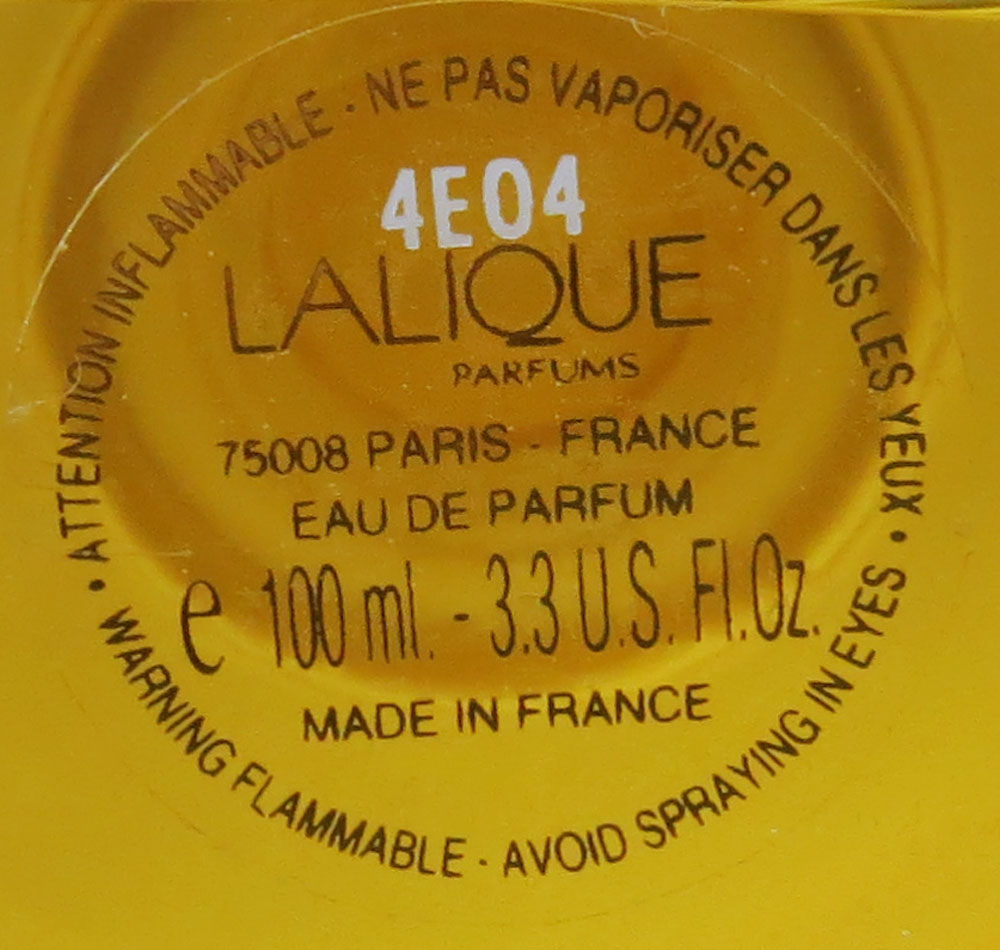 ATTENTION INFLAMMABLE · NE PAS VAPORISER DANS LES YEUX ·
4E04
LALIQUE
PARFUMS
75008 PARIS - FRANCE
EAU DE PARFUM
e 100 ml. - 3.3 U.S. Fl.Oz.
MADE IN FRANCE
· WARNING FLAMMABLE · AVOID SPRAYING IN EYES